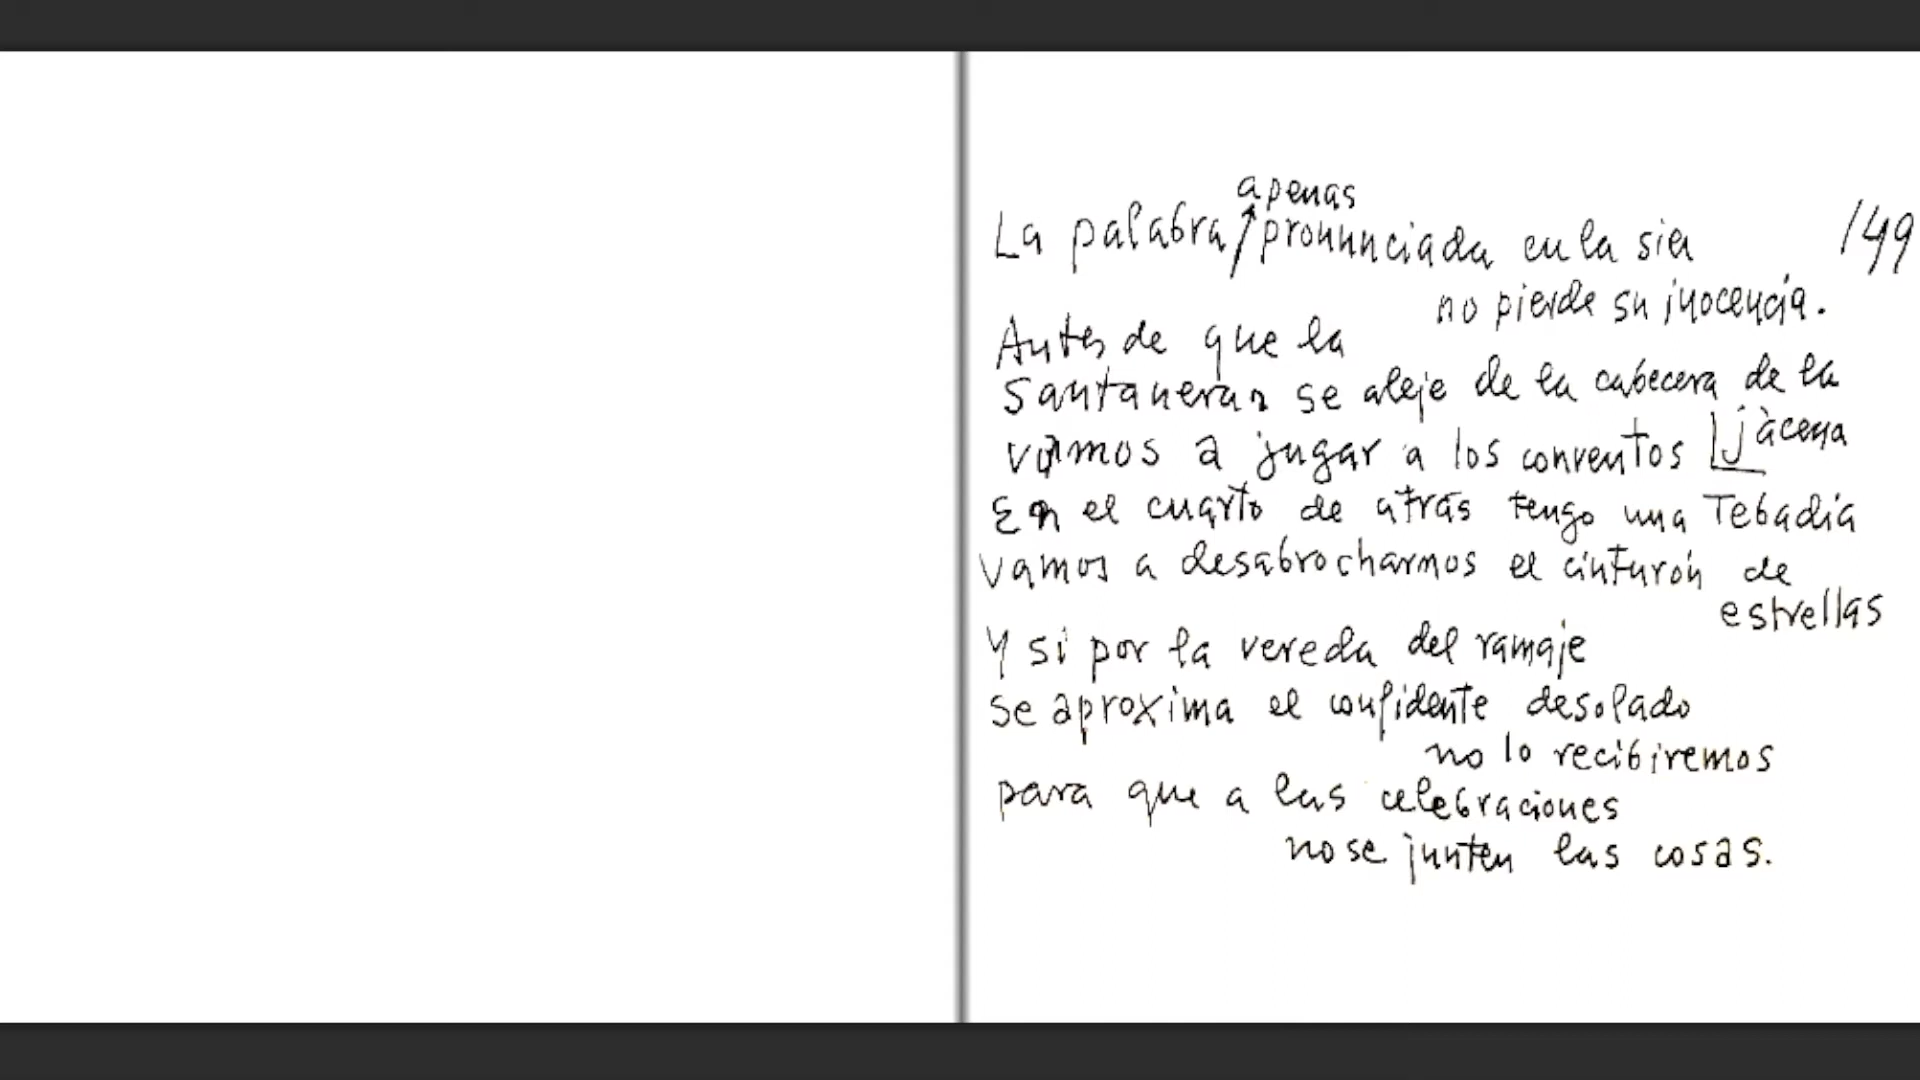 apenas
La palabra pronunciada en la sien 149
no pierde su inocencia.
Antes de que la
se aleje de la cabecera de la
jàcena
vamos a jugar a los conventos
En el cuarto de atrás tengo una Tebadia
vamos a desabrocharnos el cinturón de
estrellas
Y si por la vereda del ramaje
se aproxima el confidente desolado
no lo recibiremos
para que a las celebraciones
no se junten las cosas.